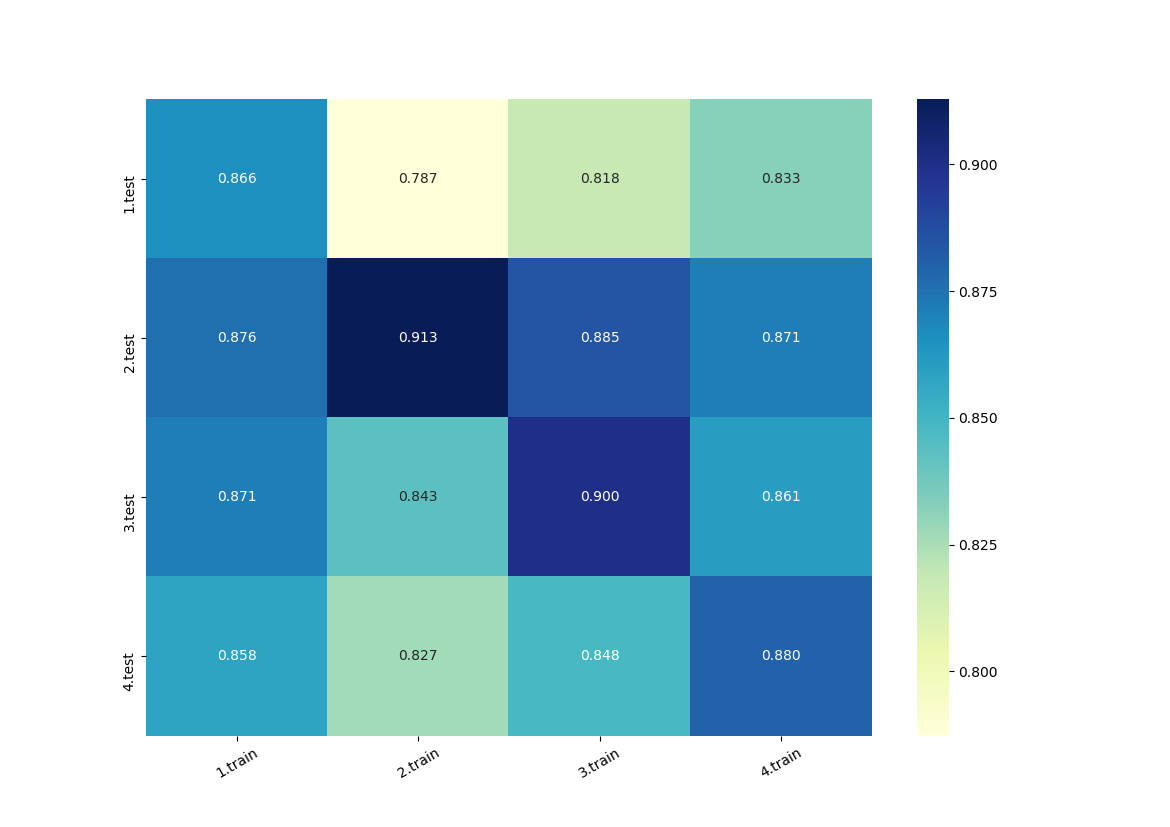 1.test 0.866 0.787 0.818 0.833
2.test 0.876 0.913 0.885 0.871
3.test 0.871 0.843 0.900 0.861
4.test 0.858 0.827 0.848 0.880
1.train 2.train 3.train 4.train
0.900
0.875
0.850
0.825
0.800